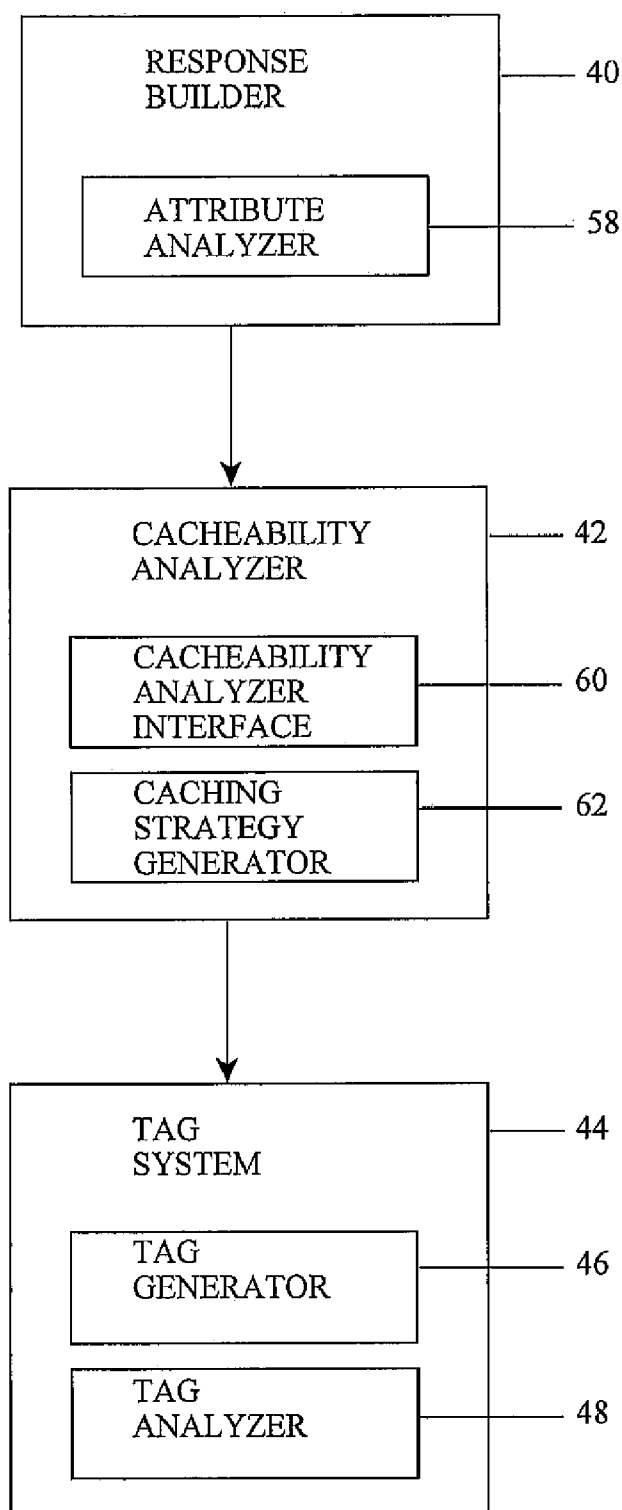 RESPONSE
BUILDER
40
ATTRIBUTE
ANALYZER
58
CACHEABILITY
ANALYZER
42
CACHEABILITY
ANALYZER
INTERFACE
60
CACHING
STRATEGY
GENERATOR
62
TAG
SYSTEM
44
TAG
GENERATOR
46
TAG
ANALYZER
48